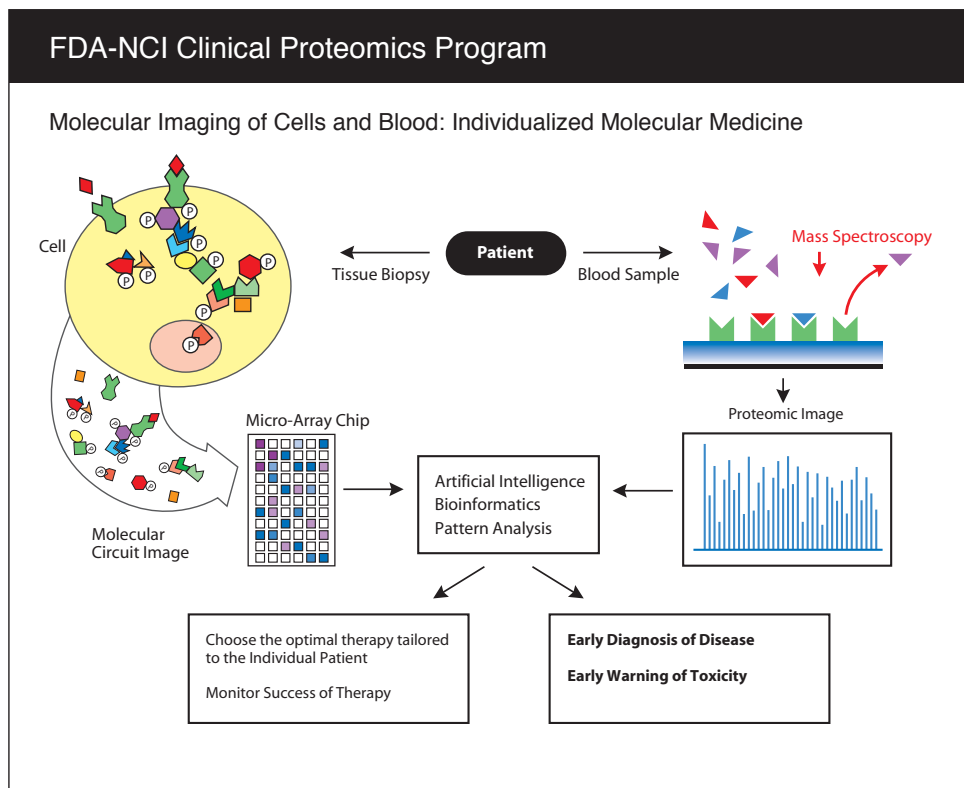 FDA-NCI Clinical Proteomics Program
Molecular Imaging of Cells and Blood: Individualized Molecular Medicine
Cell
P
P
P
P
P
P
P
P
P
Tissue Biopsy
Patient
Blood Sample
Mass Spectroscopy
Proteomic Image
Micro-Array Chip
P
P
P
P
P
P
P
P
P
Molecular
Circuit Image
Artificial Intelligence
Bioinformatics
Pattern Analysis
Choose the optimal therapy tailored
to the Individual Patient
Monitor Success of Therapy
Early Diagnosis of Disease
Early Warning of Toxicity